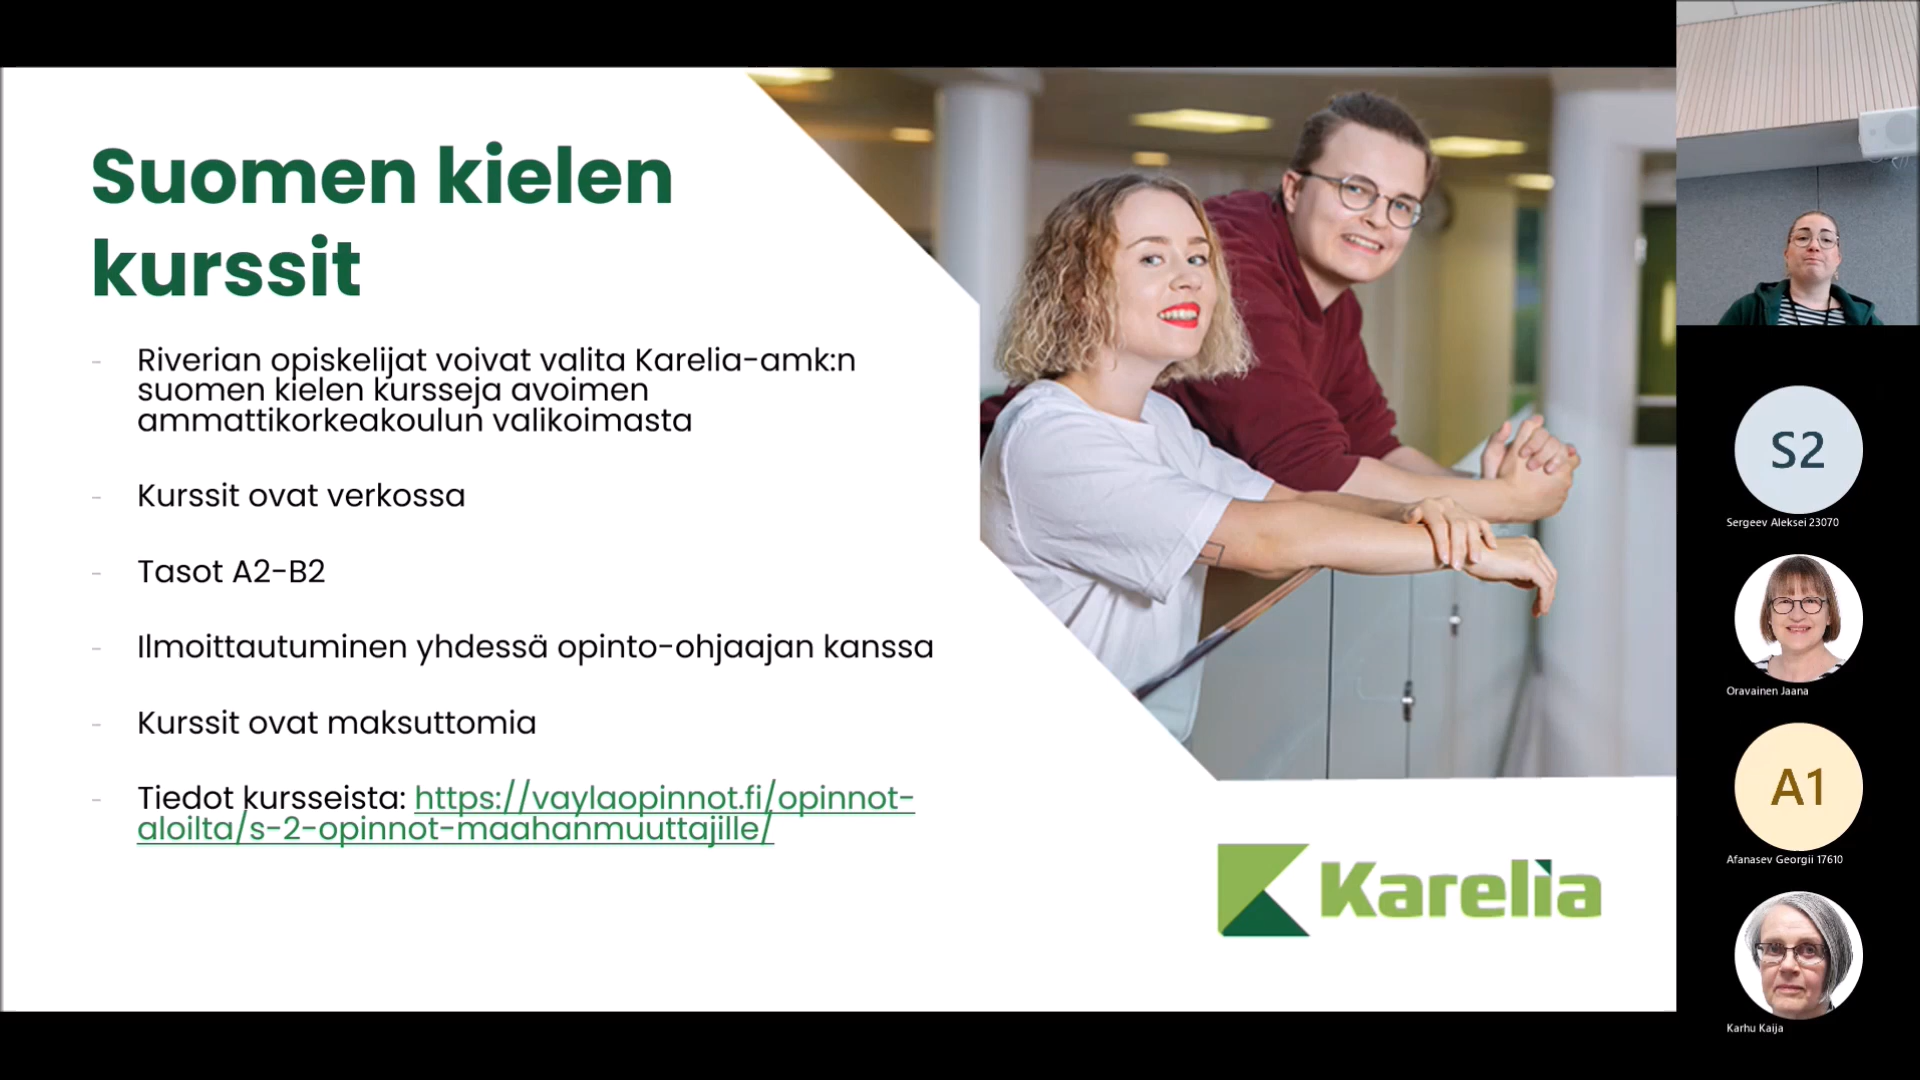 Suomen kielen
kurssit
- Riverian opiskelijat voivat valita Karelia-amk:n
suomen kielen kursseja avoimen
ammattikorkeakoulun valikoimasta
- Kurssit ovat verkossa
- Tasot A2-B2
- Ilmoittautuminen yhdessä opinto-ohjaajan kanssa
- Kurssit ovat maksuttomia
- Tiedot kursseista: https://vaylaopinnot.fi/opinnot-
aloilta/s-2-opinnot-maahanmuuttajille/
Karelia
S2
Sergeev Aleksei 23070
Oravainen Jaana
A1
Afanasev Georgii 17610
Karhu Kaija